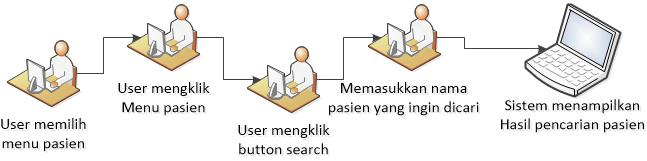 User memilih
menu pasien
User mengklik
Menu pasien
User mengklik
button search
Memasukkan nama
pasien yang ingin dicari
Sistem menampilkan
Hasil pencarian pasien